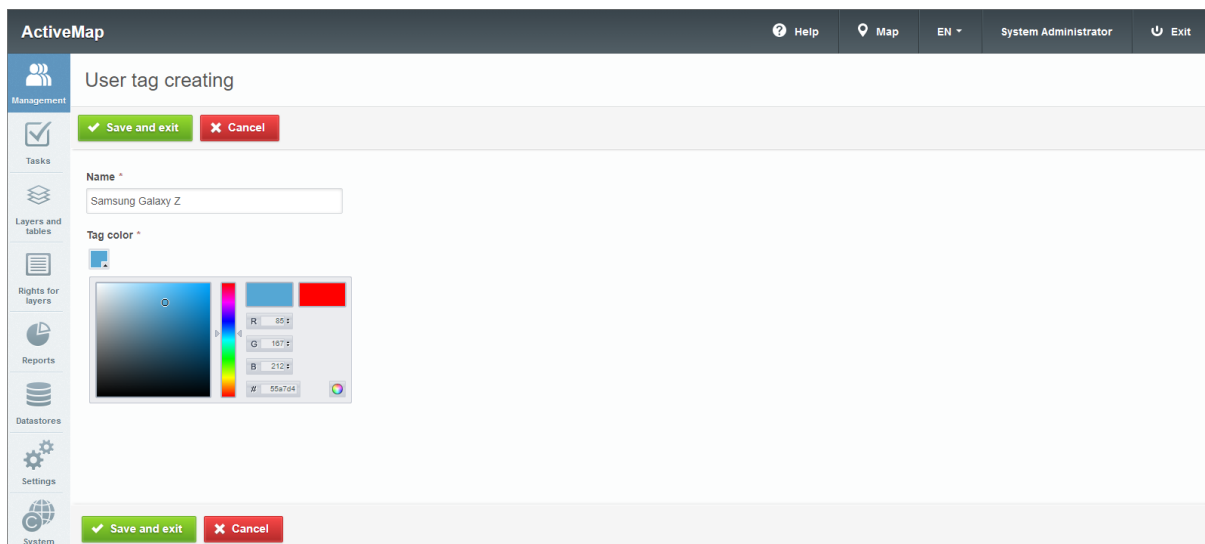 ActiveMap
Help
Map
EN
System Administrator
Exit
Management
User tag creating
Save and exit
Cancel
Tasks
Name *
Samsung Galaxy Z
Layers and
tables
Tag color *
Rights for
layers
R 85
G 167
B 212
# 55a7d4
Reports
Datastores
Settings
Save and exit
Cancel
System